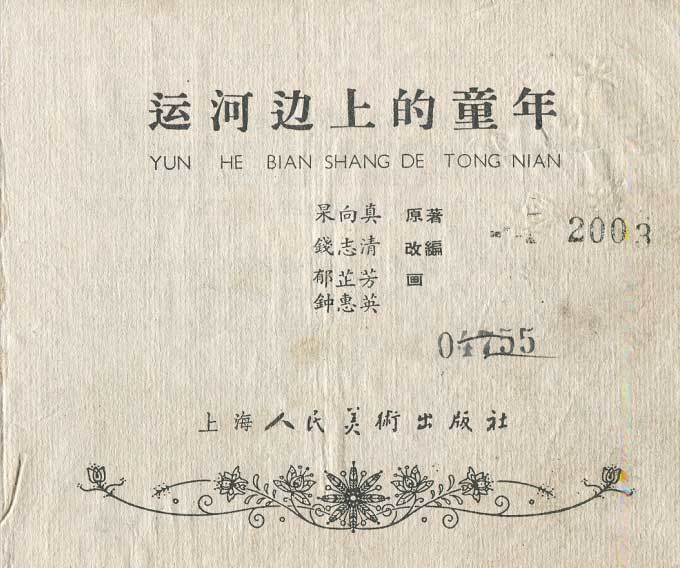 运河边上的童年
YUN HE BIAN SHANG DE TONG NIAN
杲向真 原著
錢志清 改編
郁芷芳 画
鈡惠英
2003
04755
上海人民美術出版社